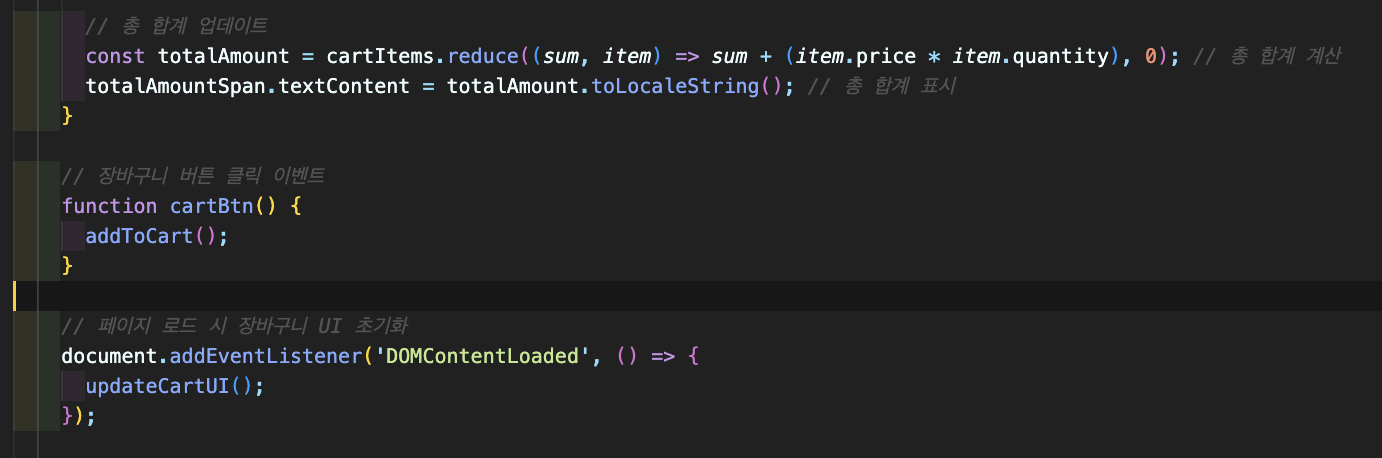 // 총 합계 업데이트
const totalAmount = cartItems.reduce((sum, item) => sum + (item.price * item.quantity), 0); // 총 합계 계산
totalAmountSpan.textContent = totalAmount.toLocaleString(); // 총 합계 표시
}
// 장바구니 버튼 클릭 이벤트
function cartBtn() {
addToCart();
}
// 페이지 로드 시 장바구니 UI 초기화
document.addEventListener('DOMContentLoaded', () => {
updateCartUI();
});